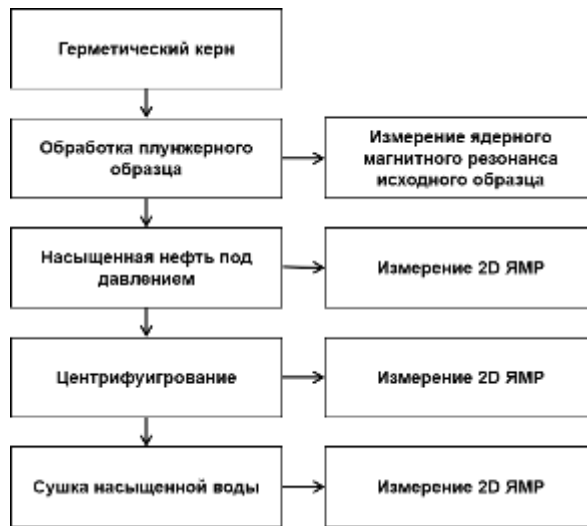 Герметический керн
Обработка плунжерного
образца
Измерение ядерного
магнитного резонанса
исходного образца
Насыщенная нефть под
давлением
Измерение 2D ЯМР
Центрифуигрование
Измерение 2D ЯМР
Сушка насыщенной воды
Измерение 2D ЯМР